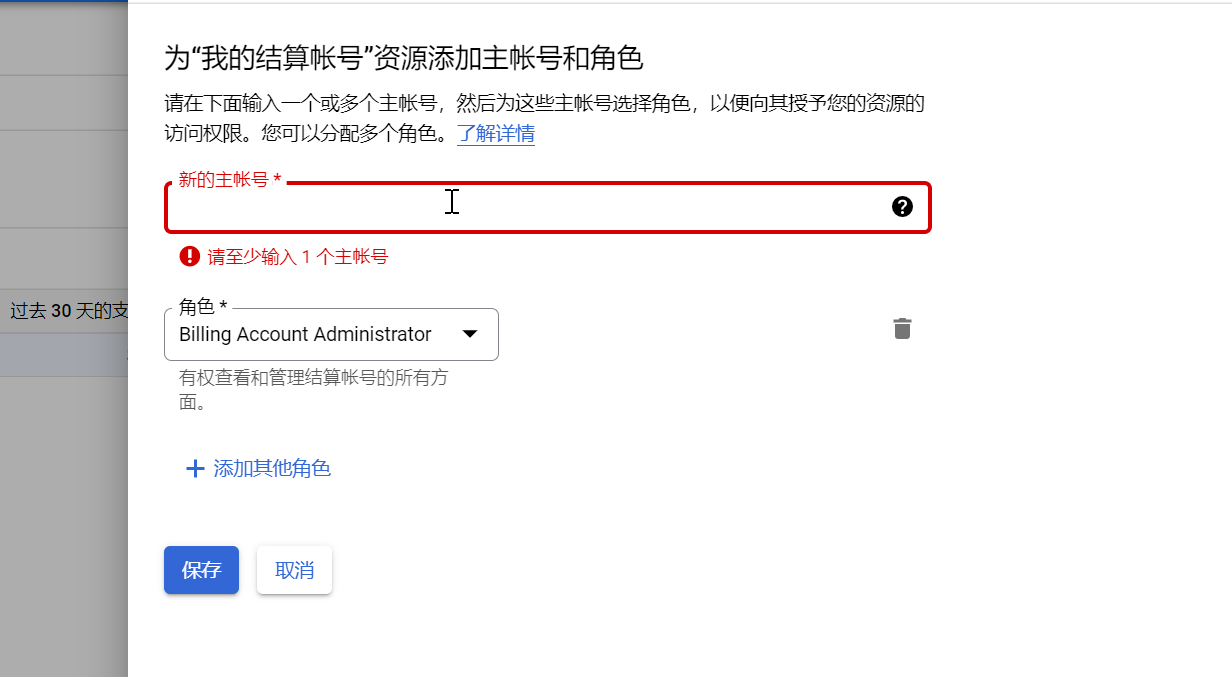 为“我的结算帐号”资源添加主帐号和角色
请在下面输入一个或多个主帐号，然后为这些主帐号选择角色，以便向其授予您的资源的
访问权限。您可以分配多个角色。了解详情
新的主帐号 *
请至少输入 1 个主帐号
过去 30 天的支
角色 *
Billing Account Administrator
有权查看和管理结算帐号的所有方
面。
+ 添加其他角色
保存 取消